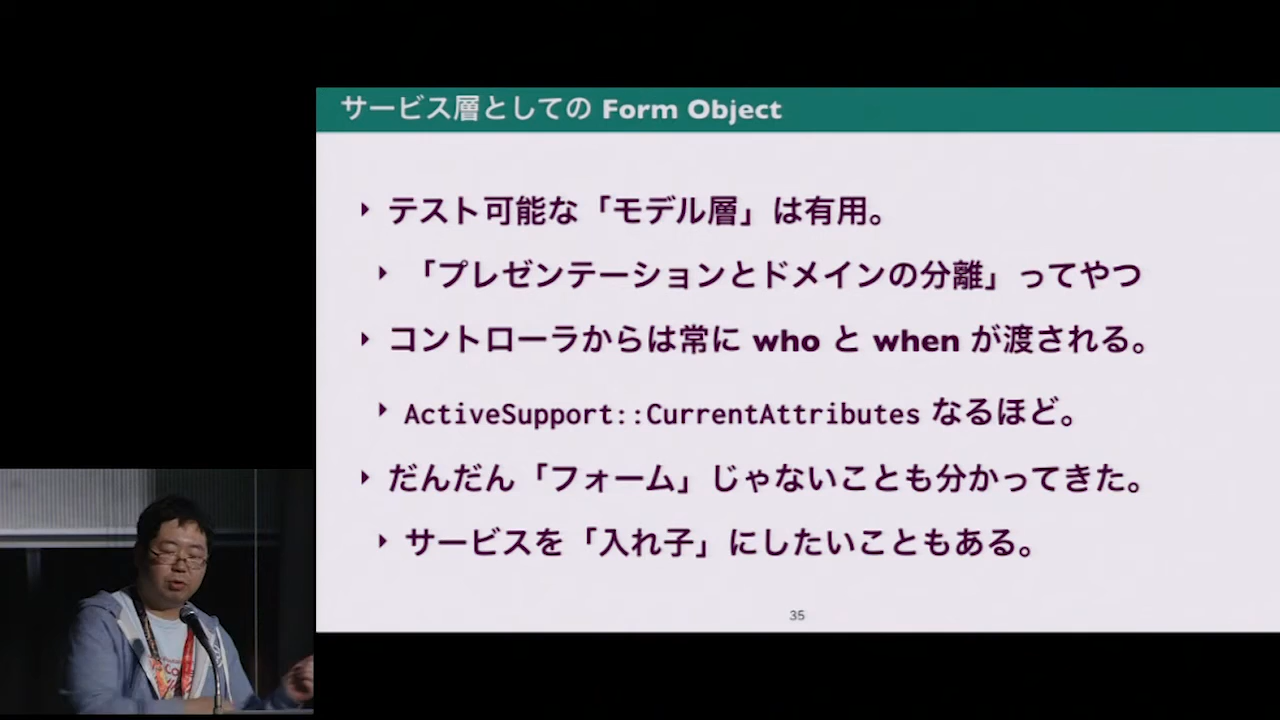 サービス層としての Form Object
テスト可能な「モデル層」は有用。
「プレゼンテーションとドメインの分離」ってやつ
コントローラからは常に who と when が渡される。
ActiveSupport::CurrentAttributes なるほど。
だんだん「フォーム」じゃないことも分かってきた。
サービスを「入れ子」にしたいこともある。
35